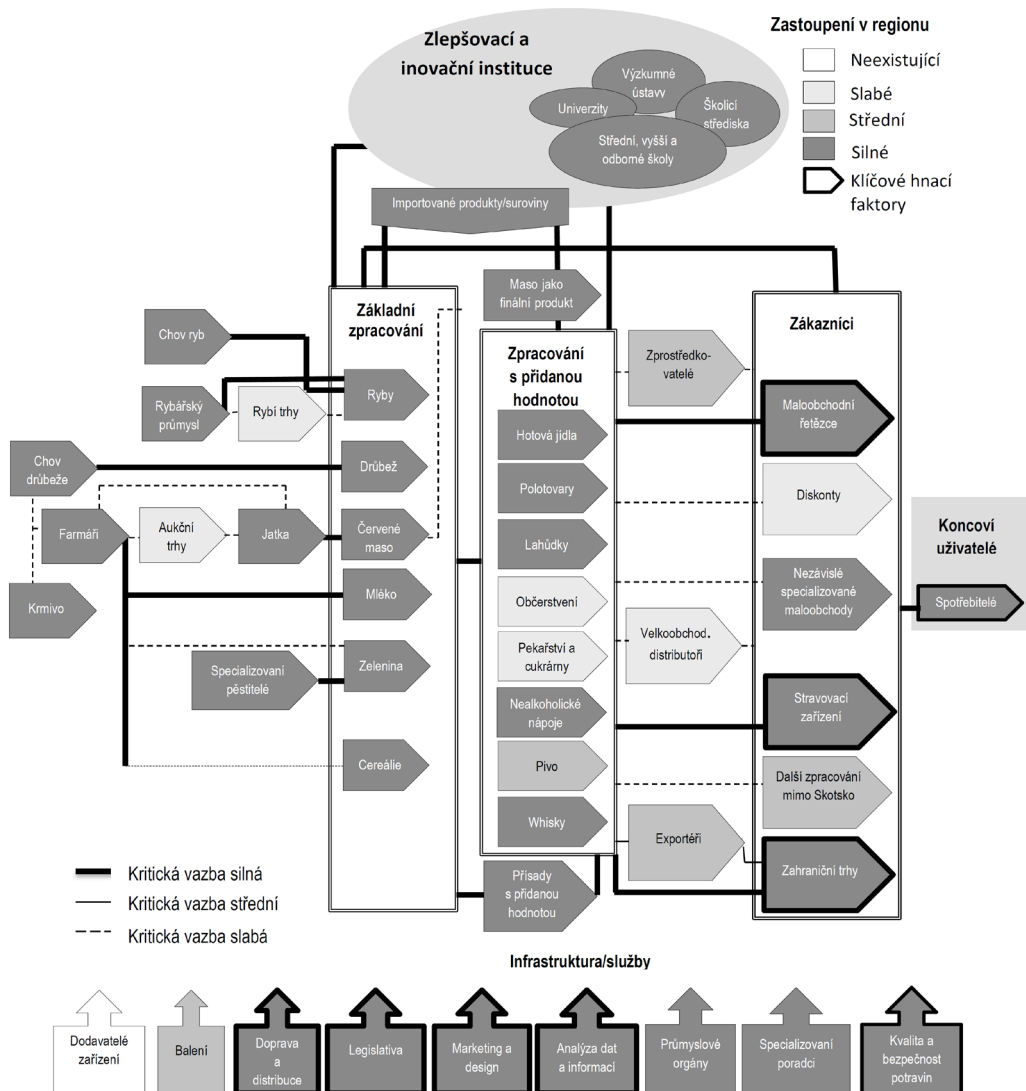 Zlepšovací a
inovační instituce
Výzkumné
ústavy
Univerzity
Školicí
střediska
Střední, vyšší a
odborné školy
Zastoupení v regionu
Neexistující
Slabé
Střední
Silné
Klíčové hnací
faktory
Importované produkty/suroviny
Základní
zpracování
Maso jako
finální produkt
Zpracování
s přidanou
hodnotou
Zákazníci
Chov ryb
Rybářský
průmysl
Rybí trhy
Ryby
Chov
drůbeže
Drůbež
Farmáři
Aukční
trhy
Jatka
Červené
maso
Krmivo
Mléko
Specializovaní
pěstitelé
Zelenina
Cereálie
Hotová jídla
Polotovary
Lahůdky
Občerstvení
Pekařství a
cukrárny
Nealkoholické
nápoje
Pivo
Whisky
Přísady
s přidanou
hodnotou
Zprostředko-
vatelé
Velkoobchod.
distributoři
Exportéři
Maloobchodní
řetězce
Diskonty
Nezávislé
specializované
maloobchody
Stravovací
zařízení
Další zpracování
mimo Skotsko
Zahraniční trhy
Koncoví
uživatelé
Spotřebitelé
Kritická vazba silná
Kritická vazba střední
Kritická vazba slabá
Infrastruktura/služby
Dodavatelé
zařízení
Balení
Doprava
a
distribuce
Legislativa
Marketing a
design
Analýza dat
a informací
Průmyslové
orgány
Specializovaní
poradci
Kvalita a
bezpečnost
potravin